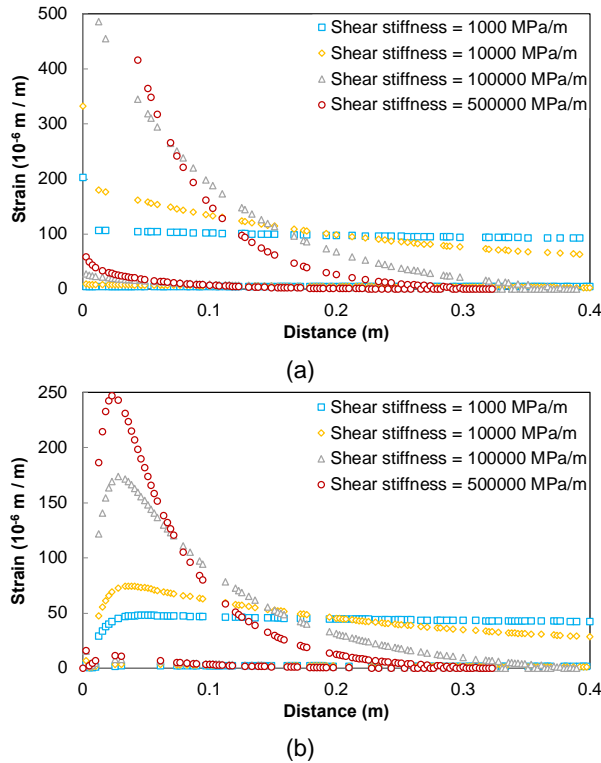 500
400
300
200
100
0
Strain (10⁻⁶ m / m)
Shear stiffness = 1000 MPa/m
Shear stiffness = 10000 MPa/m
Shear stiffness = 100000 MPa/m
Shear stiffness = 500000 MPa/m
0 0.1 0.2 0.3 0.4
Distance (m)
(a)
250
200
150
100
50
0
Strain (10⁻⁶ m / m)
Shear stiffness = 1000 MPa/m
Shear stiffness = 10000 MPa/m
Shear stiffness = 100000 MPa/m
Shear stiffness = 500000 MPa/m
0 0.1 0.2 0.3 0.4
Distance (m)
(b)